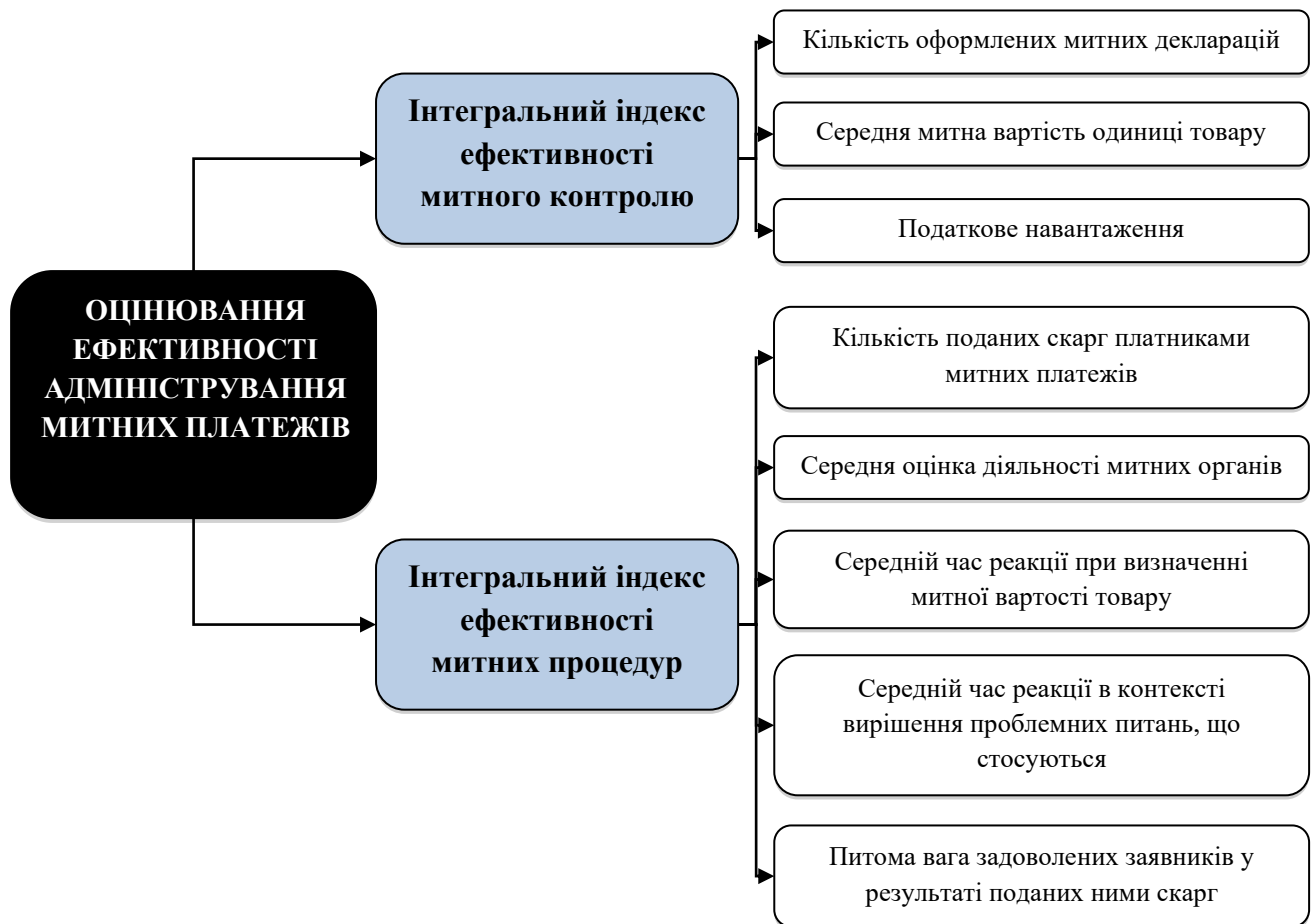 ОЦІНЮВАННЯ
ЕФЕКТИВНОСТІ
АДМІНІСТРУВАННЯ
МИТНИХ ПЛАТЕЖІВ
Інтегральний індекс
ефективності
митного контролю
Кількість оформлених митних декларацій
Середня митна вартість одиниці товару
Податкове навантаження
Інтегральний індекс
ефективності
митних процедур
Кількість поданих скарг платниками
митних платежів
Середня оцінка діяльності митних органів
Середній час реакції при визначенні
митної вартості товару
Середній час реакції в контексті
вирішення проблемних питань, що
стосуються
Питома вага задоволених заявників у
результаті поданих ними скарг